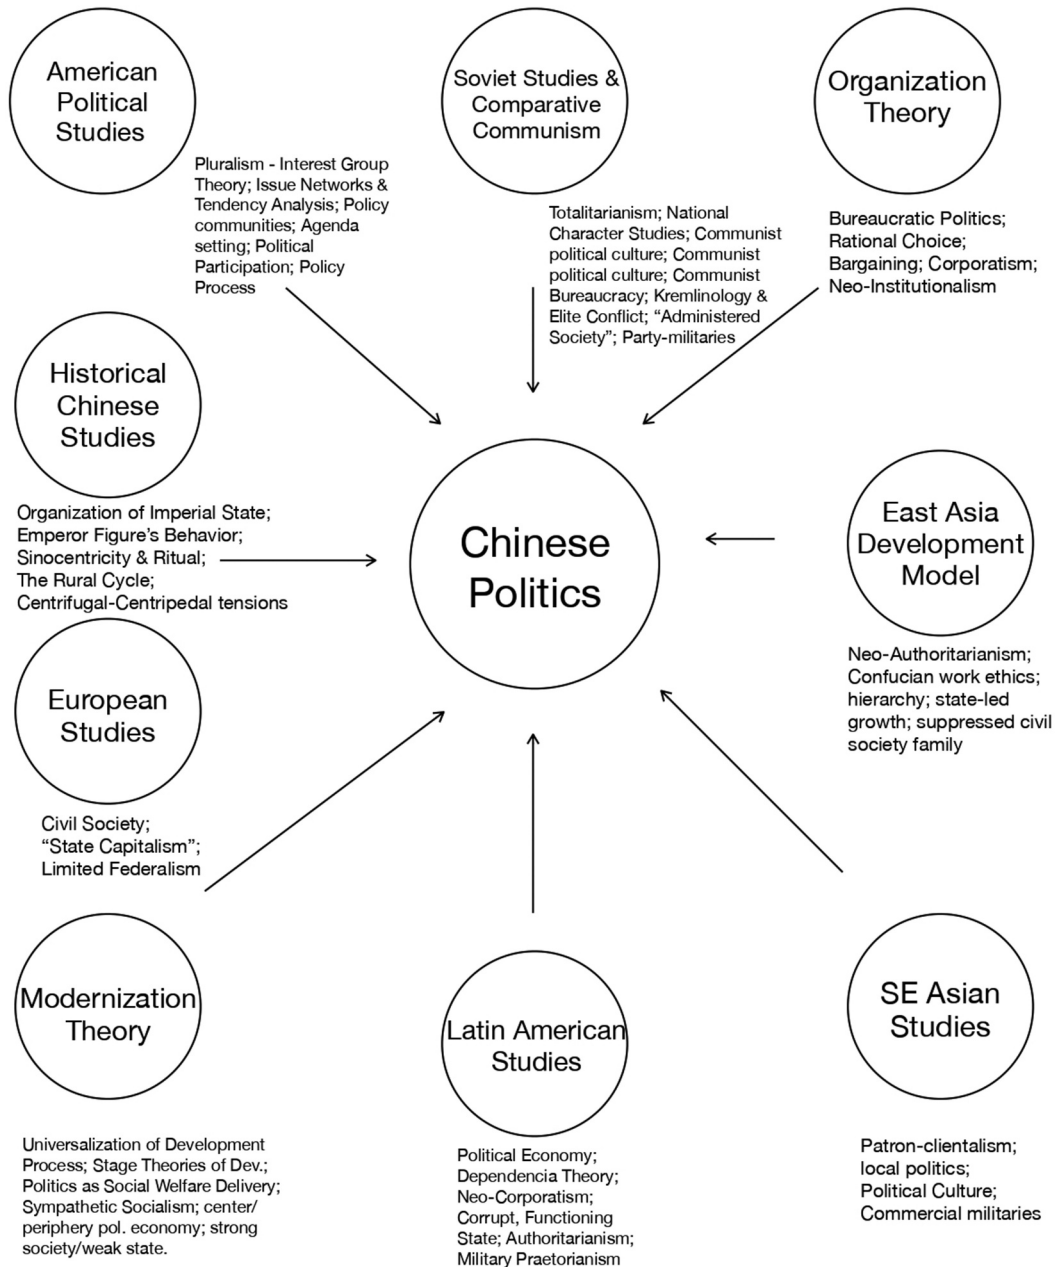 American
Political
Studies
Pluralism - Interest Group
Theory; Issue Networks &
Tendency Analysis; Policy
communities; Agenda
setting; Political
Participation; Policy
Process
Soviet Studies &
Comparative
Communism
Totalitarianism; National
Character Studies; Communist
political culture; Communist
political culture; Communist
Bureaucracy; Kremlinology &
Elite Conflict; “Administered
Society”; Party-militaries
Organization
Theory
Bureaucratic Politics;
Rational Choice;
Bargaining; Corporatism;
Neo-Institutionalism
Historical
Chinese
Studies
Organization of Imperial State;
Emperor Figure’s Behavior;
Sinocentricity & Ritual;
The Rural Cycle;
Centrifugal-Centripedal tensions
Chinese
Politics
East Asia
Development
Model
Neo-Authoritarianism;
Confucian work ethics;
hierarchy; state-led
growth; suppressed civil
society family
European
Studies
Civil Society;
“State Capitalism”;
Limited Federalism
Modernization
Theory
Universalization of Development
Process; Stage Theories of Dev.;
Politics as Social Welfare Delivery;
Sympathetic Socialism; center/
periphery pol. economy; strong
society/weak state.
Latin American
Studies
Political Economy;
Dependencia Theory;
Neo-Corporatism;
Corrupt, Functioning
State; Authoritarianism;
Military Praetorianism
SE Asian
Studies
Patron-clientalism;
local politics;
Political Culture;
Commercial militaries